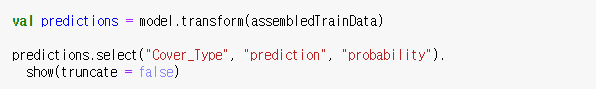 val predictions = model.transform(assembledTrainData)
predictions.select("Cover_Type", "prediction", "probability").
show(truncate = false)